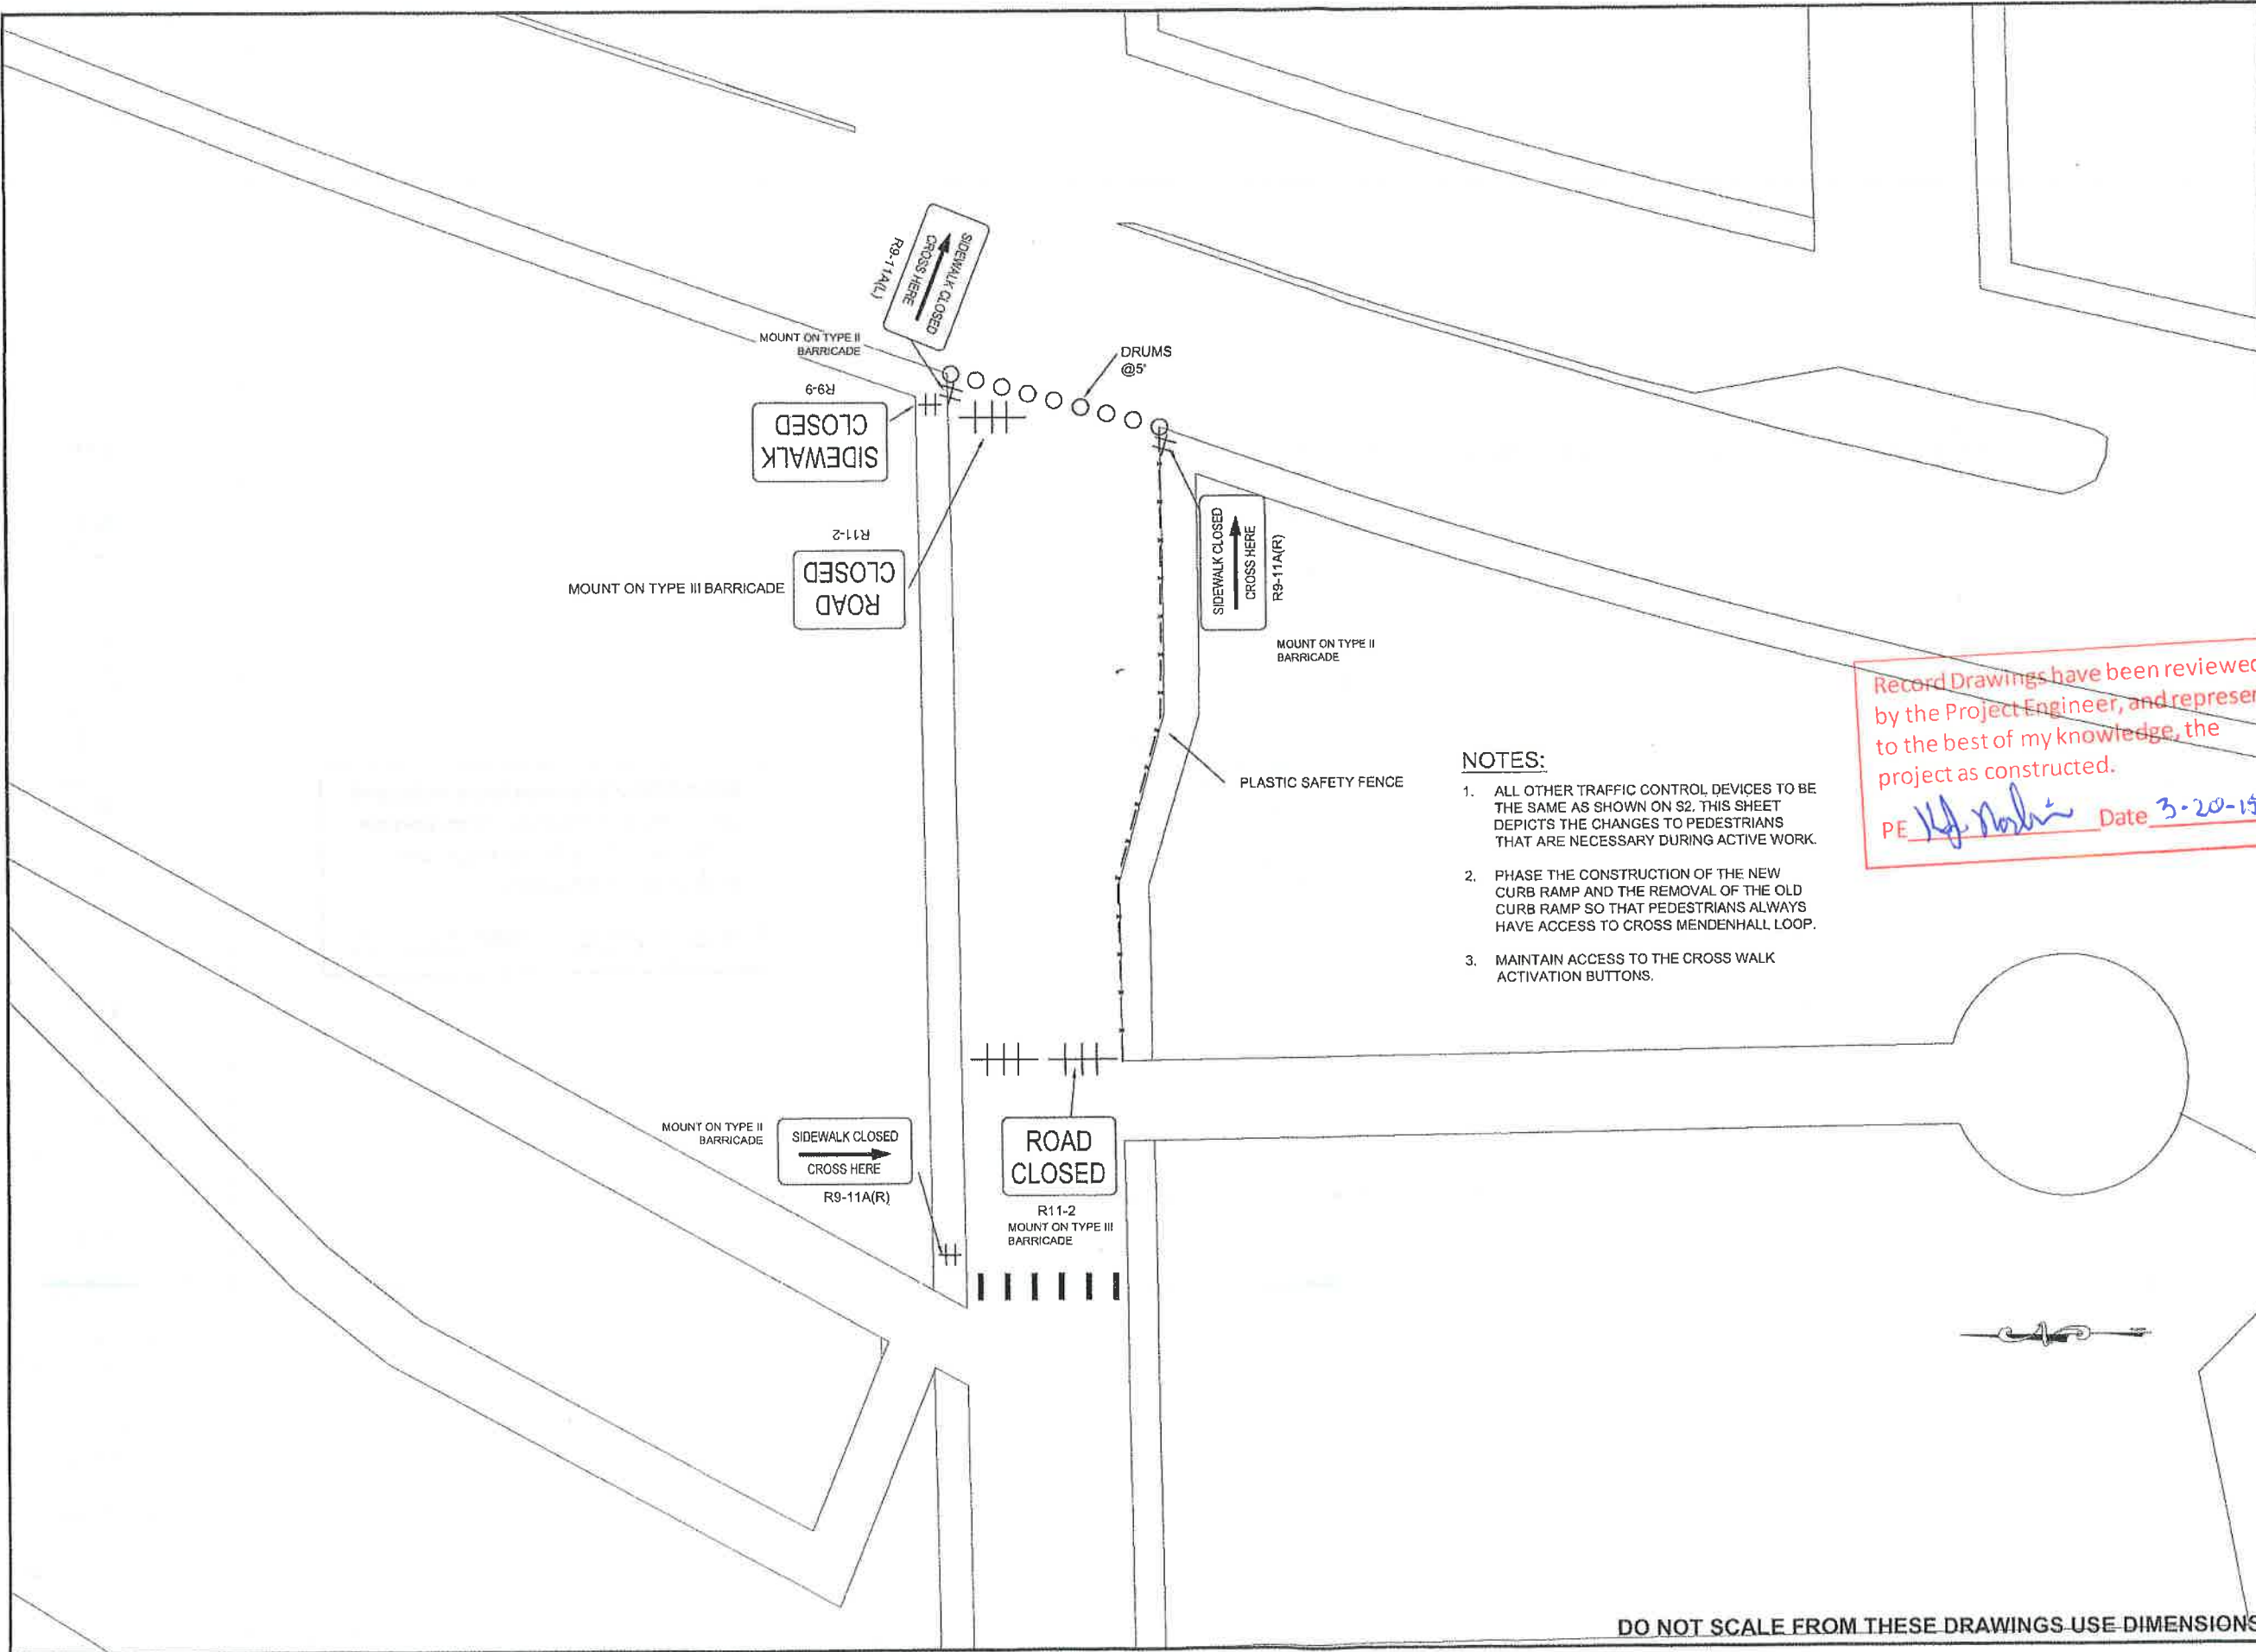 SIDEWALK CLOSED
CROSS HERE
R9-11A(L)
MOUNT ON TYPE II
BARRICADE
DRUMS
@5'
R9-9
SIDEWALK
CLOSED
R11-2
ROAD
CLOSED
MOUNT ON TYPE III BARRICADE
SIDEWALK CLOSED
CROSS HERE
R9-11A(R)
MOUNT ON TYPE II
BARRICADE
PLASTIC SAFETY FENCE
NOTES:
1. ALL OTHER TRAFFIC CONTROL DEVICES TO BE
THE SAME AS SHOWN ON S2. THIS SHEET
DEPICTS THE CHANGES TO PEDESTRIANS
THAT ARE NECESSARY DURING ACTIVE WORK.
2. PHASE THE CONSTRUCTION OF THE NEW
CURB RAMP AND THE REMOVAL OF THE OLD
CURB RAMP SO THAT PEDESTRIANS ALWAYS
HAVE ACCESS TO CROSS MENDENHALL LOOP.
3. MAINTAIN ACCESS TO THE CROSS WALK
ACTIVATION BUTTONS.
Record Drawings have been reviewed
by the Project Engineer, and represen
to the best of my knowledge, the
project as constructed.
PE Date 3-20-15
MOUNT ON TYPE II
BARRICADE
SIDEWALK CLOSED
CROSS HERE
R9-11A(R)
ROAD
CLOSED
R11-2
MOUNT ON TYPE III
BARRICADE
DO NOT SCALE FROM THESE DRAWINGS USE DIMENSIONS